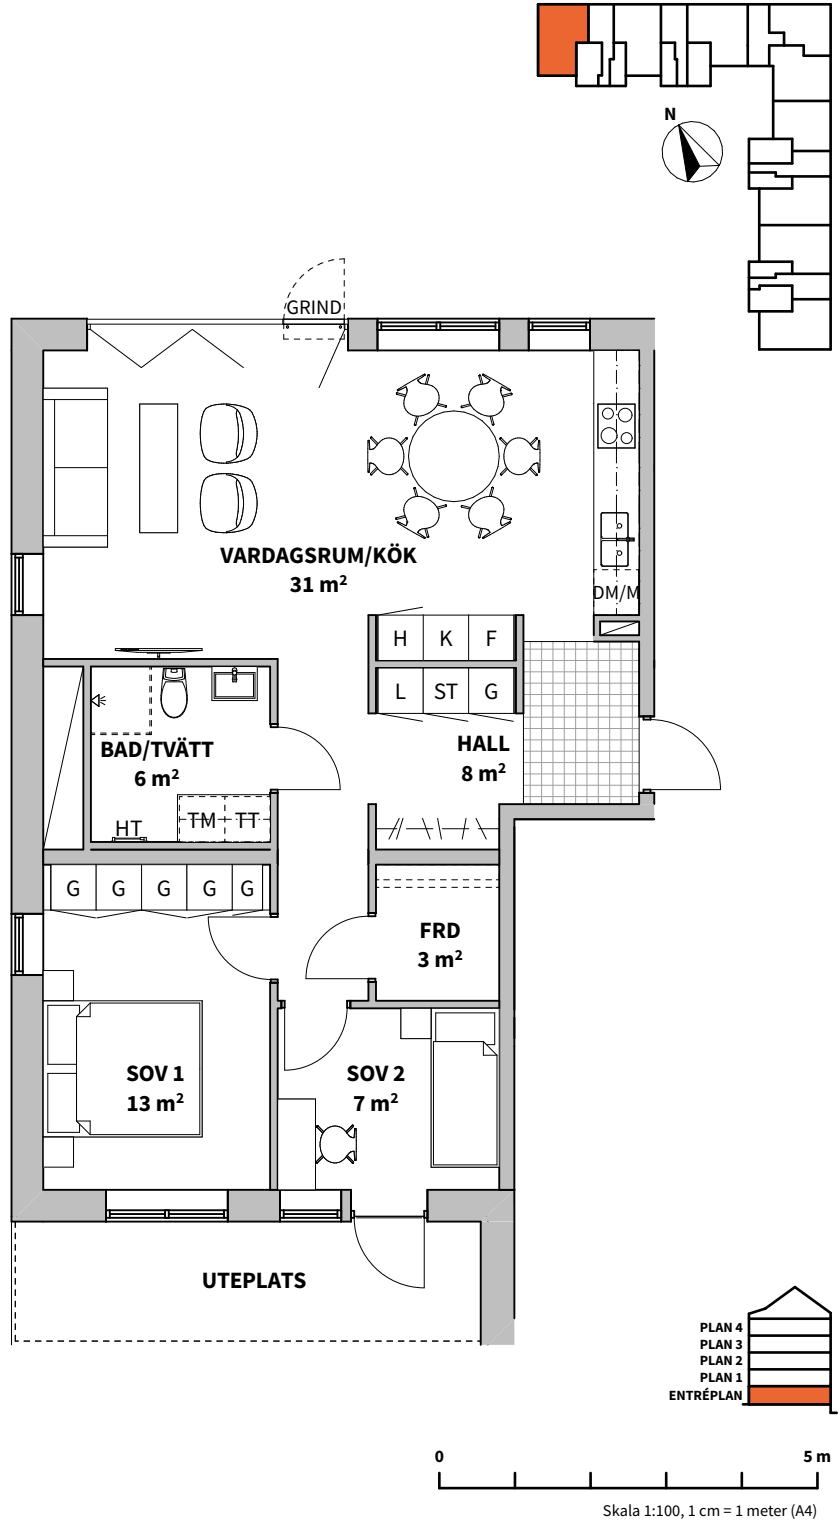 N
GRIND
VARDAGSRUM/KÖK
31 m²
DM/M
H K F
L ST G
BAD/TVÄTT
6 m²
HALL
8 m²
HT
TM TT
G G G G G
FRD
3 m²
SOV 1
13 m²
SOV 2
7 m²
UTEPLATS
PLAN 4
PLAN 3
PLAN 2
PLAN 1
ENTRÉPLAN
0 5 m
Skala 1:100, 1 cm = 1 meter (A4)